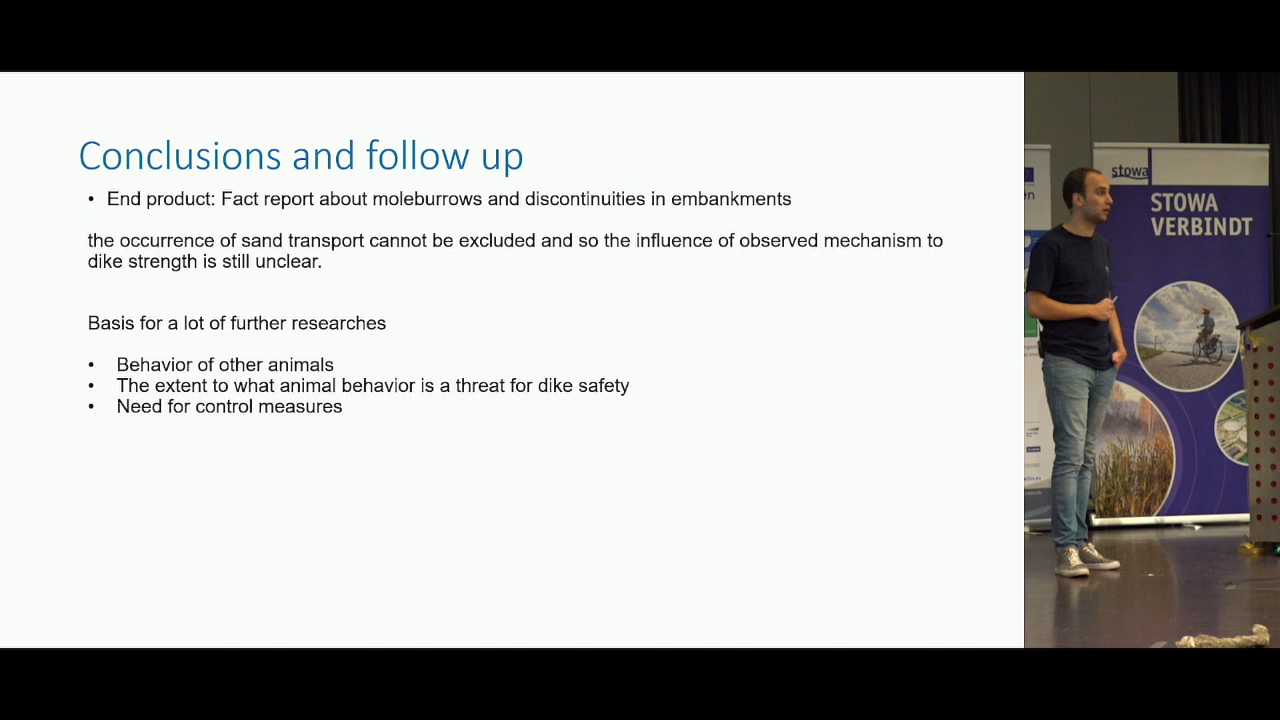 Conclusions and follow up
• End product: Fact report about moleburrows and discontinuities in embankments
the occurrence of sand transport cannot be excluded and so the influence of observed mechanism to
dike strength is still unclear.
Basis for a lot of further researches
• Behavior of other animals
• The extent to what animal behavior is a threat for dike safety
• Need for control measures
stowa
STOWA
VERBINDT